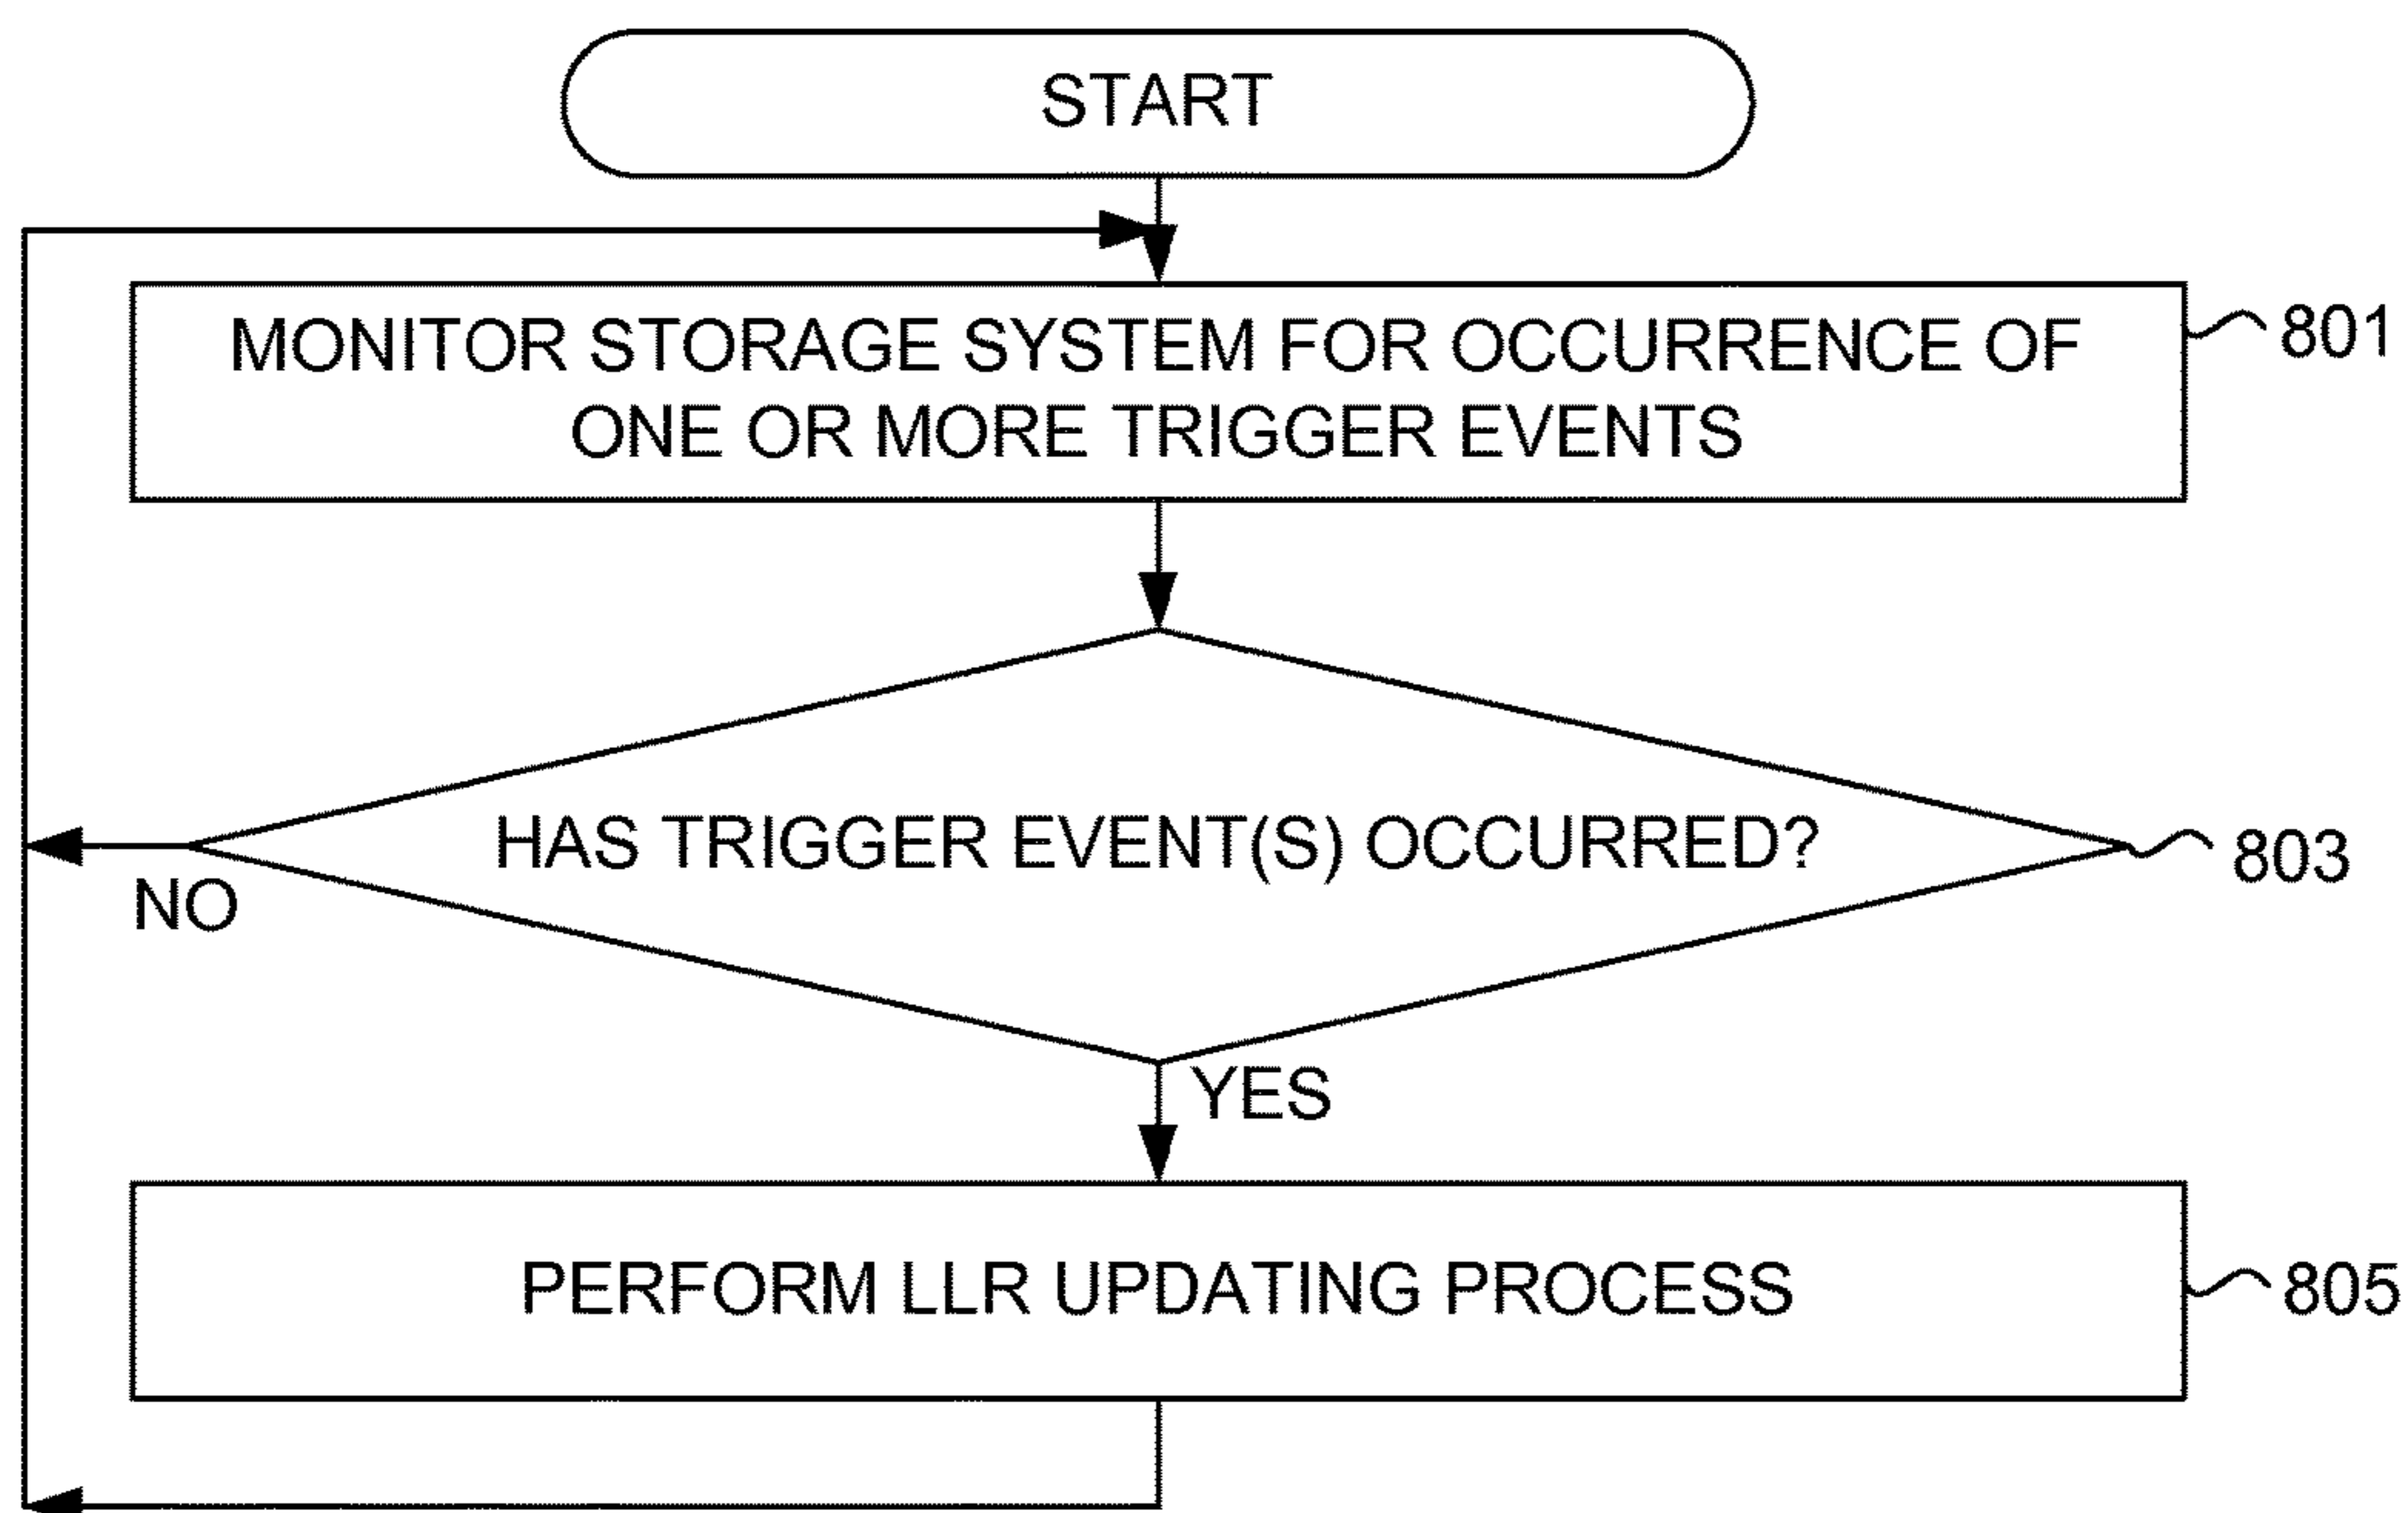 START
MONITOR STORAGE SYSTEM FOR OCCURRENCE OF
ONE OR MORE TRIGGER EVENTS
801
HAS TRIGGER EVENT(S) OCCURRED?
803
NO
YES
PERFORM LLR UPDATING PROCESS
805